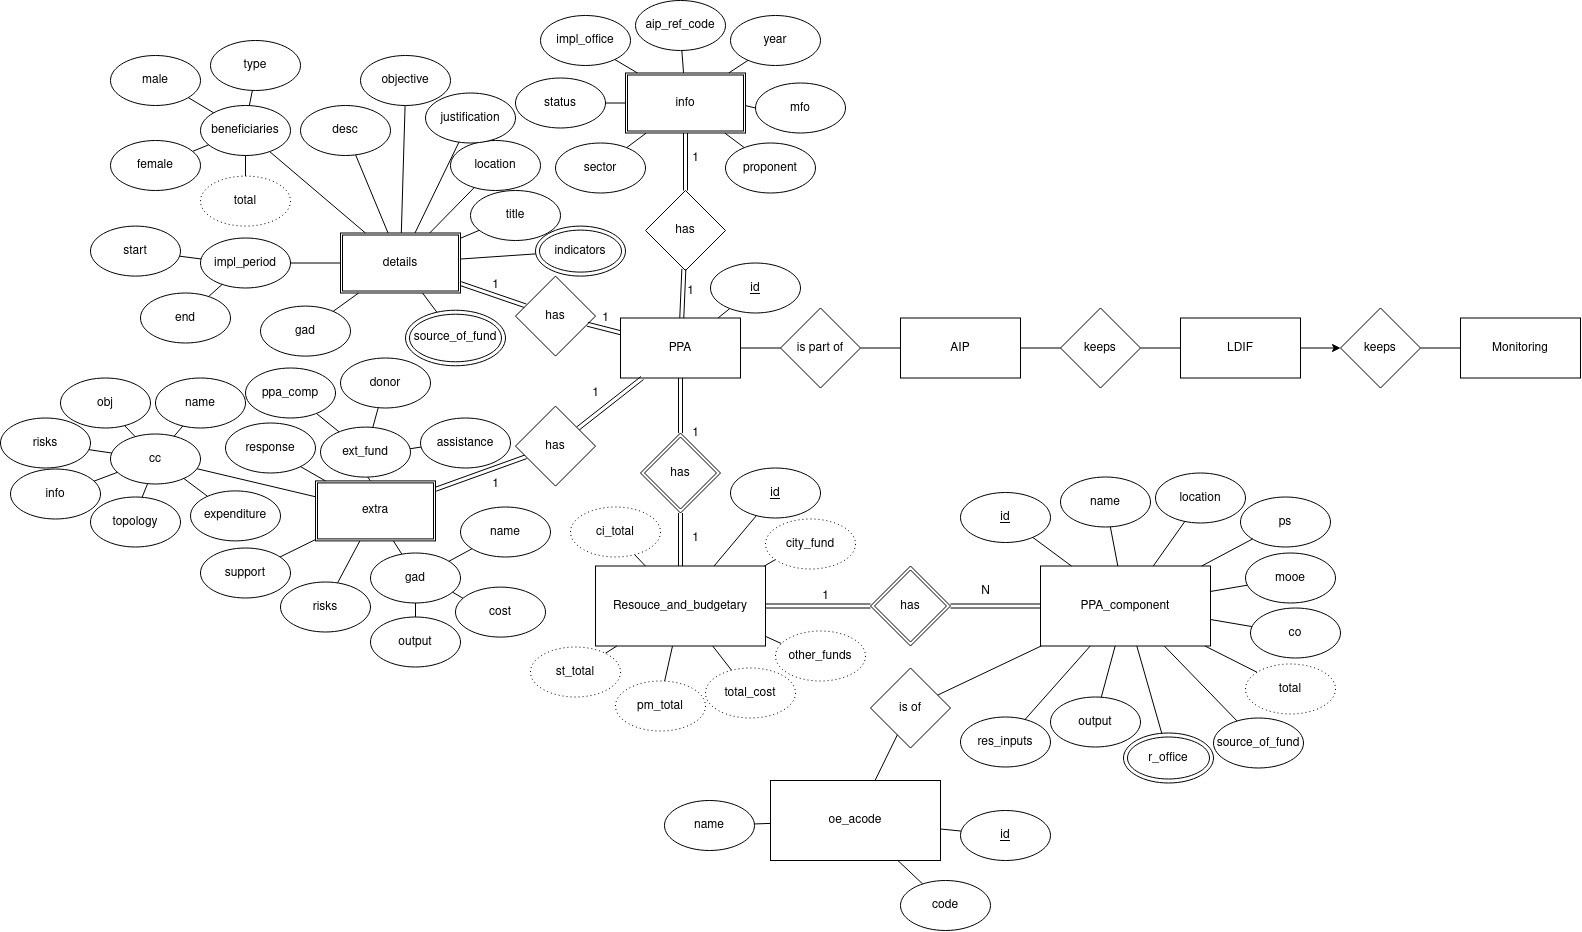 aip_ref_code
impl_office
year
type
male
objective
info
status
mfo
justification
beneficiaries
desc
1
location
female
sector
proponent
total
title
has
start
indicators
impl_period
details
1
id
1
end
has
1
gad
source_of_fund
PPA
is part of
AIP
keeps
LDIF
keeps
Monitoring
donor
ppa_comp
1
obj
name
1
risks
response
ext_fund
assistance
has
cc
has
1
info
id
topology
expenditure
extra
name
location
id
ps
name
ci_total
1
city_fund
support
gad
mooe
risks
cost
1
N
Resouce_and_budgetary
has
PPA_component
output
co
other_funds
st_total
total_cost
total
pm_total
is of
output
res_inputs
source_of_fund
r_office
name
oe_acode
id
code